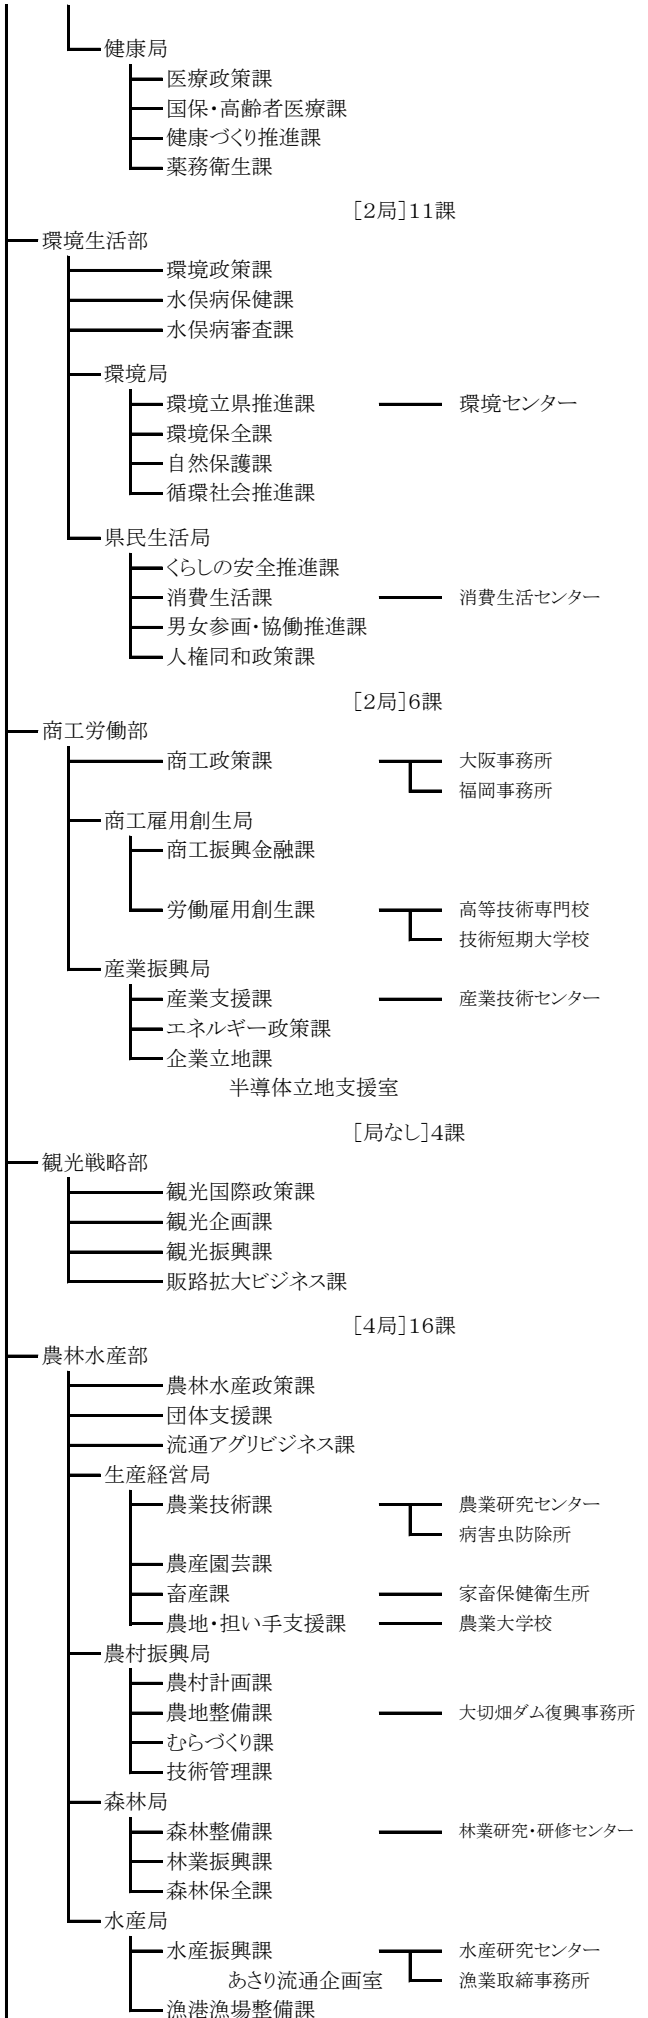 健康局
医療政策課
国保・高齢者医療課
健康づくり推進課
薬務衛生課
［2局］11課
環境生活部
環境政策課
水俣病保健課
水俣病審査課
環境局
環境立県推進課 環境センター
環境保全課
自然保護課
循環社会推進課
県民生活局
くらしの安全推進課
消費生活課 消費生活センター
男女参画・協働推進課
人権同和政策課
［2局］6課
商工労働部
商工政策課 大阪事務所
福岡事務所
商工雇用創生局
商工振興金融課
労働雇用創生課 高等技術専門校
技術短期大学校
産業振興局
産業支援課 産業技術センター
エネルギー政策課
企業立地課
半導体立地支援室
［局なし］4課
観光戦略部
観光国際政策課
観光企画課
観光振興課
販路拡大ビジネス課
［4局］16課
農林水産部
農林水産政策課
団体支援課
流通アグリビジネス課
生産経営局
農業技術課 農業研究センター
病害虫防除所
農産園芸課
畜産課 家畜保健衛生所
農地・担い手支援課 農業大学校
農村振興局
農村計画課
農地整備課 大切畑ダム復興事務所
むらづくり課
技術管理課
森林局
森林整備課 林業研究・研修センター
林業振興課
森林保全課
水産局
水産振興課 水産研究センター
あさり流通企画室 漁業取締事務所
漁港漁場整備課